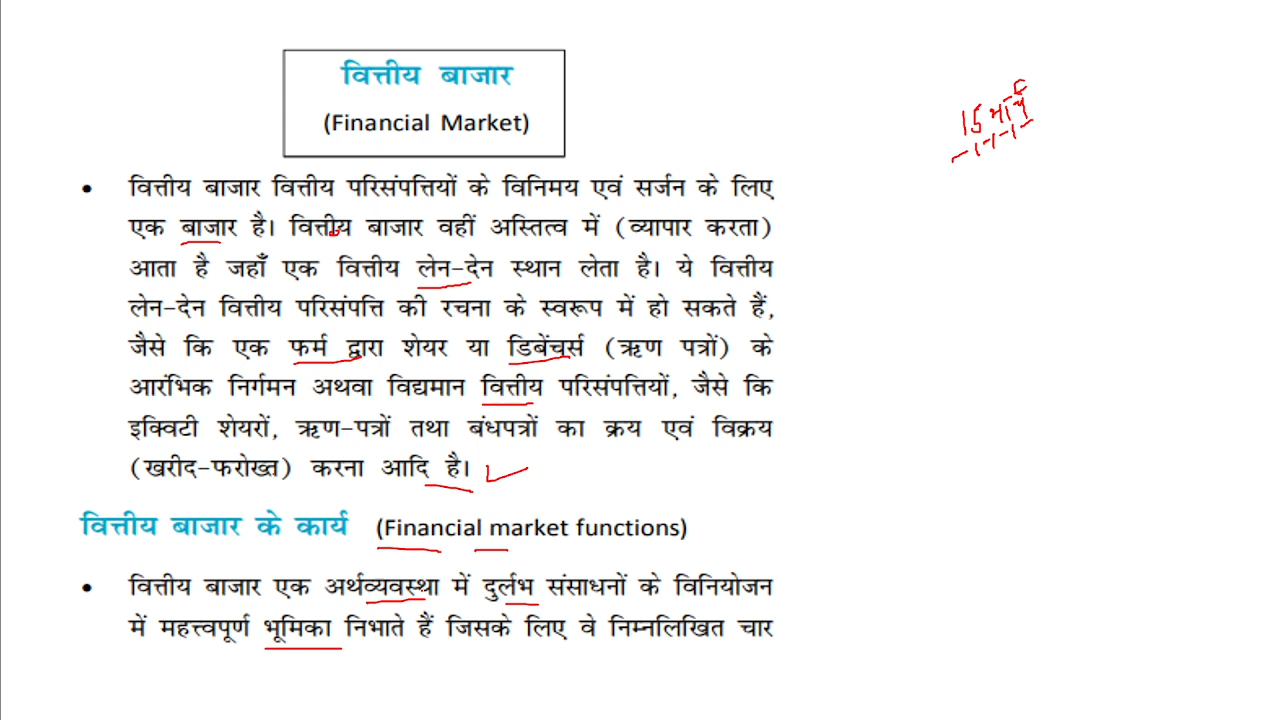 वित्तीय बाजार
(Financial Market)
15 मार्च
• वित्तीय बाजार वित्तीय परिसंपत्तियों के विनिमय एवं सर्जन के लिए
एक बाजार है। वित्तीय बाजार वहीं अस्तित्व में (व्यापार करता)
आता है जहाँ एक वित्तीय लेन-देन स्थान लेता है। ये वित्तीय
लेन-देन वित्तीय परिसंपत्ति की रचना के स्वरूप में हो सकते हैं,
जैसे कि एक फर्म द्वारा शेयर या डिबेंचर्स (ऋण पत्रों) के
आरंभिक निर्गमन अथवा विद्यमान वित्तीय परिसंपत्तियों, जैसे कि
इक्विटी शेयरों, ऋण-पत्रों तथा बंधपत्रों का क्रय एवं विक्रय
(खरीद-फरोख्त) करना आदि है।
वित्तीय बाजार के कार्य (Financial market functions)
• वित्तीय बाजार एक अर्थव्यवस्था में दुर्लभ संसाधनों के विनियोजन
में महत्त्वपूर्ण भूमिका निभाते हैं जिसके लिए वे निम्नलिखित चार